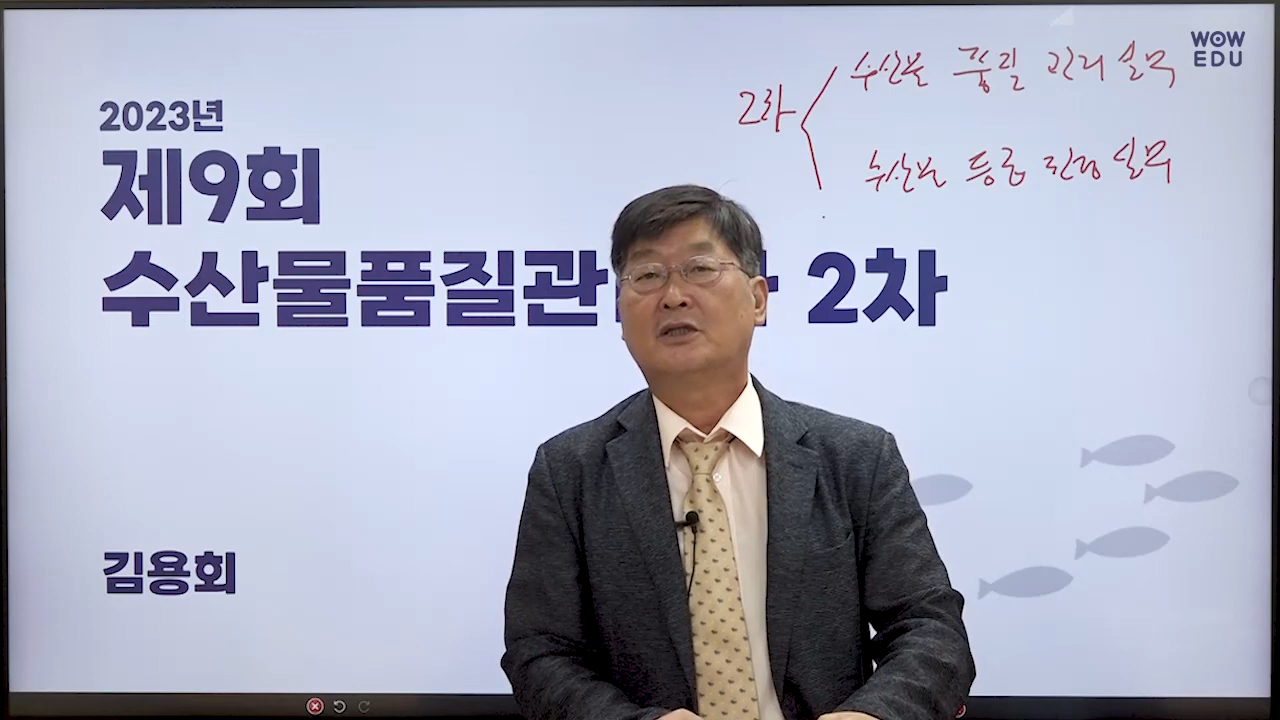 WOW
EDU
2차
수산물 품질 관리 실무
수산물 등급 판정 실무
2023년
제9회
수산물품질관 2차
김용회